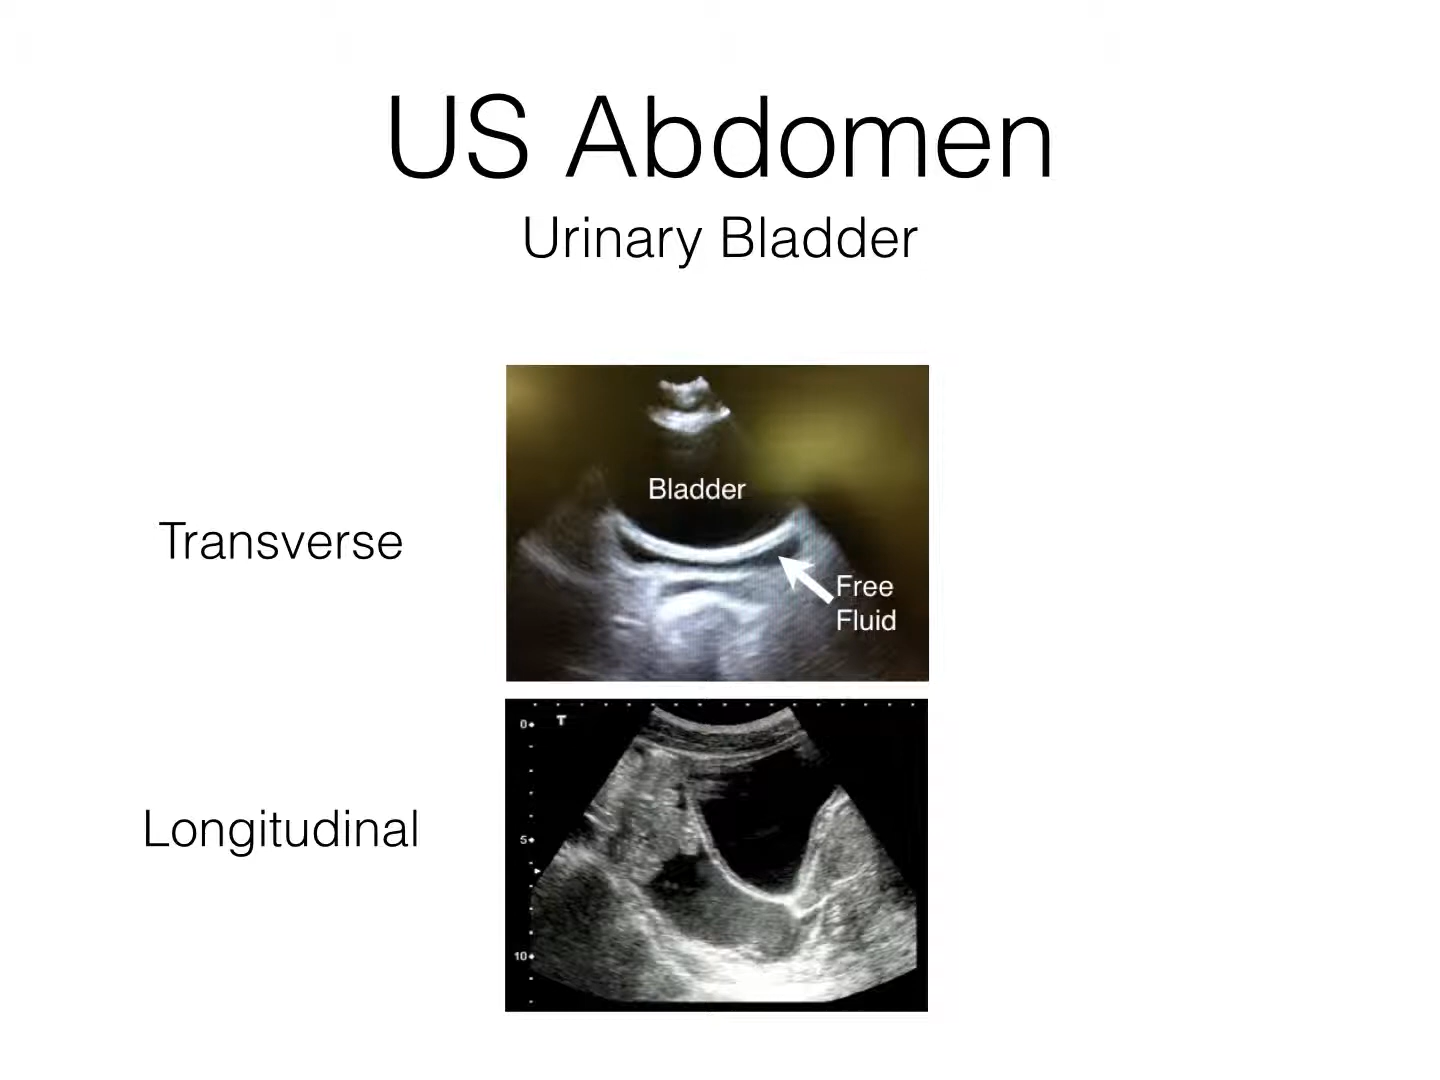 US Abdomen
Urinary Bladder
Bladder
Transverse
Free
Fluid
0
T
Longitudinal
5
10